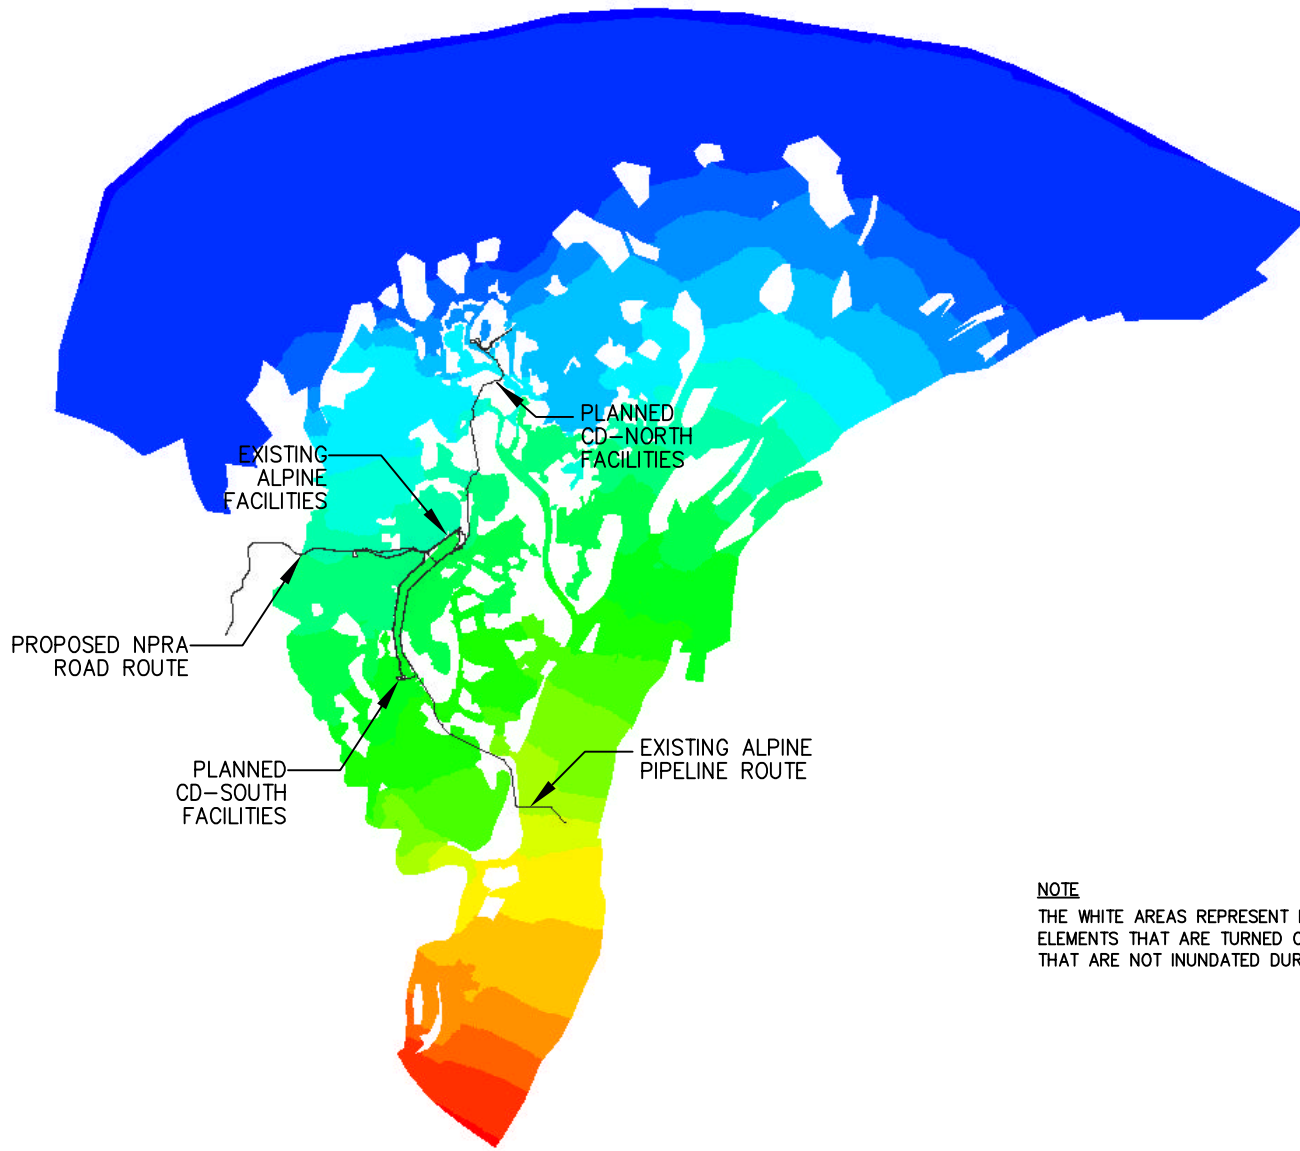 PLANNED
CD-NORTH
FACILITIES
EXISTING
ALPINE
FACILITIES
PROPOSED NPRA
ROAD ROUTE
PLANNED
CD-SOUTH
FACILITIES
EXISTING ALPINE
PIPELINE ROUTE
NOTE
THE WHITE AREAS REPRESENT
ELEMENTS THAT ARE TURNED
THAT ARE NOT INUNDATED